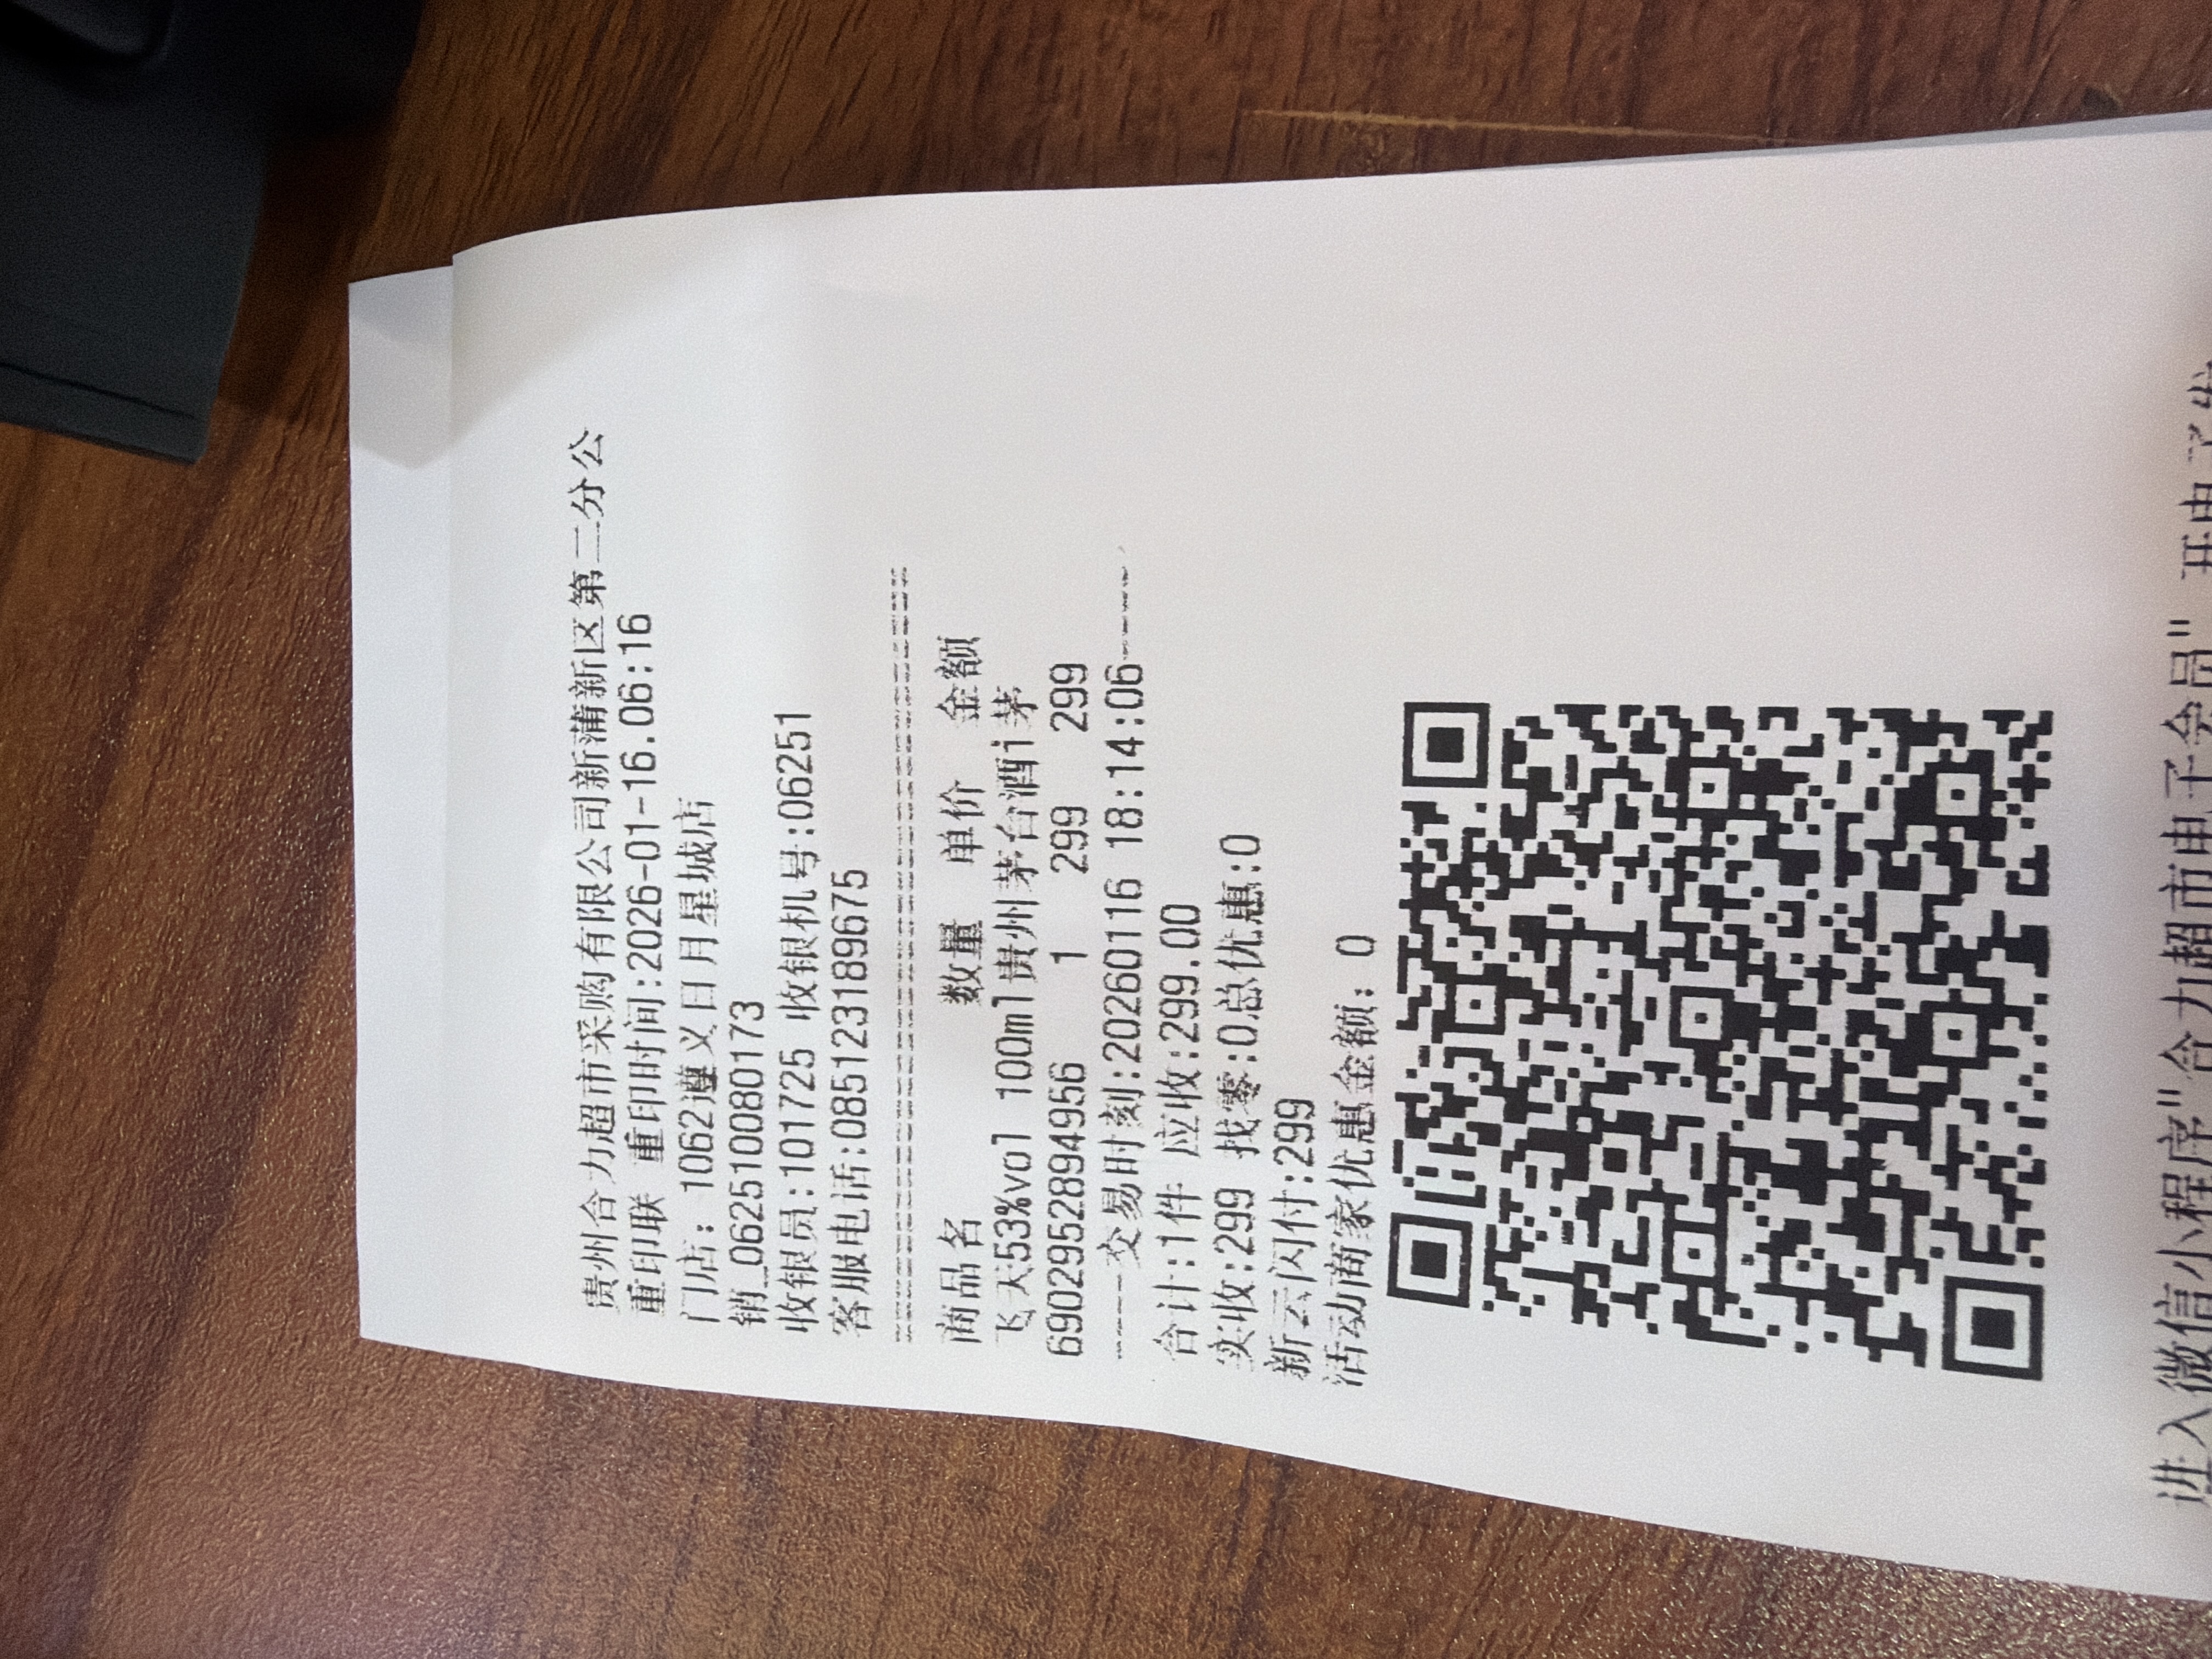 贵州合力超市采购有限公司新蒲新区第二分公
重印联 重印时间:2026-01-16.06:16
门店: 1062遵义日月星城店
销_062510080173
收银员:101725 收银机号:06251
客服电话:085123189675
================================
商品名 数量 单价 金额
飞天53%vol 100ml贵州茅台酒i茅
6902952894956 1 299 299
----交易时刻:20260116 18:14:06-----
合计:1件 应收:299.00
实收:299 找零:0总优惠:0
新云闪付:299
活动商家优惠金额: 0
进入微信小程序"合力超市电子会员"